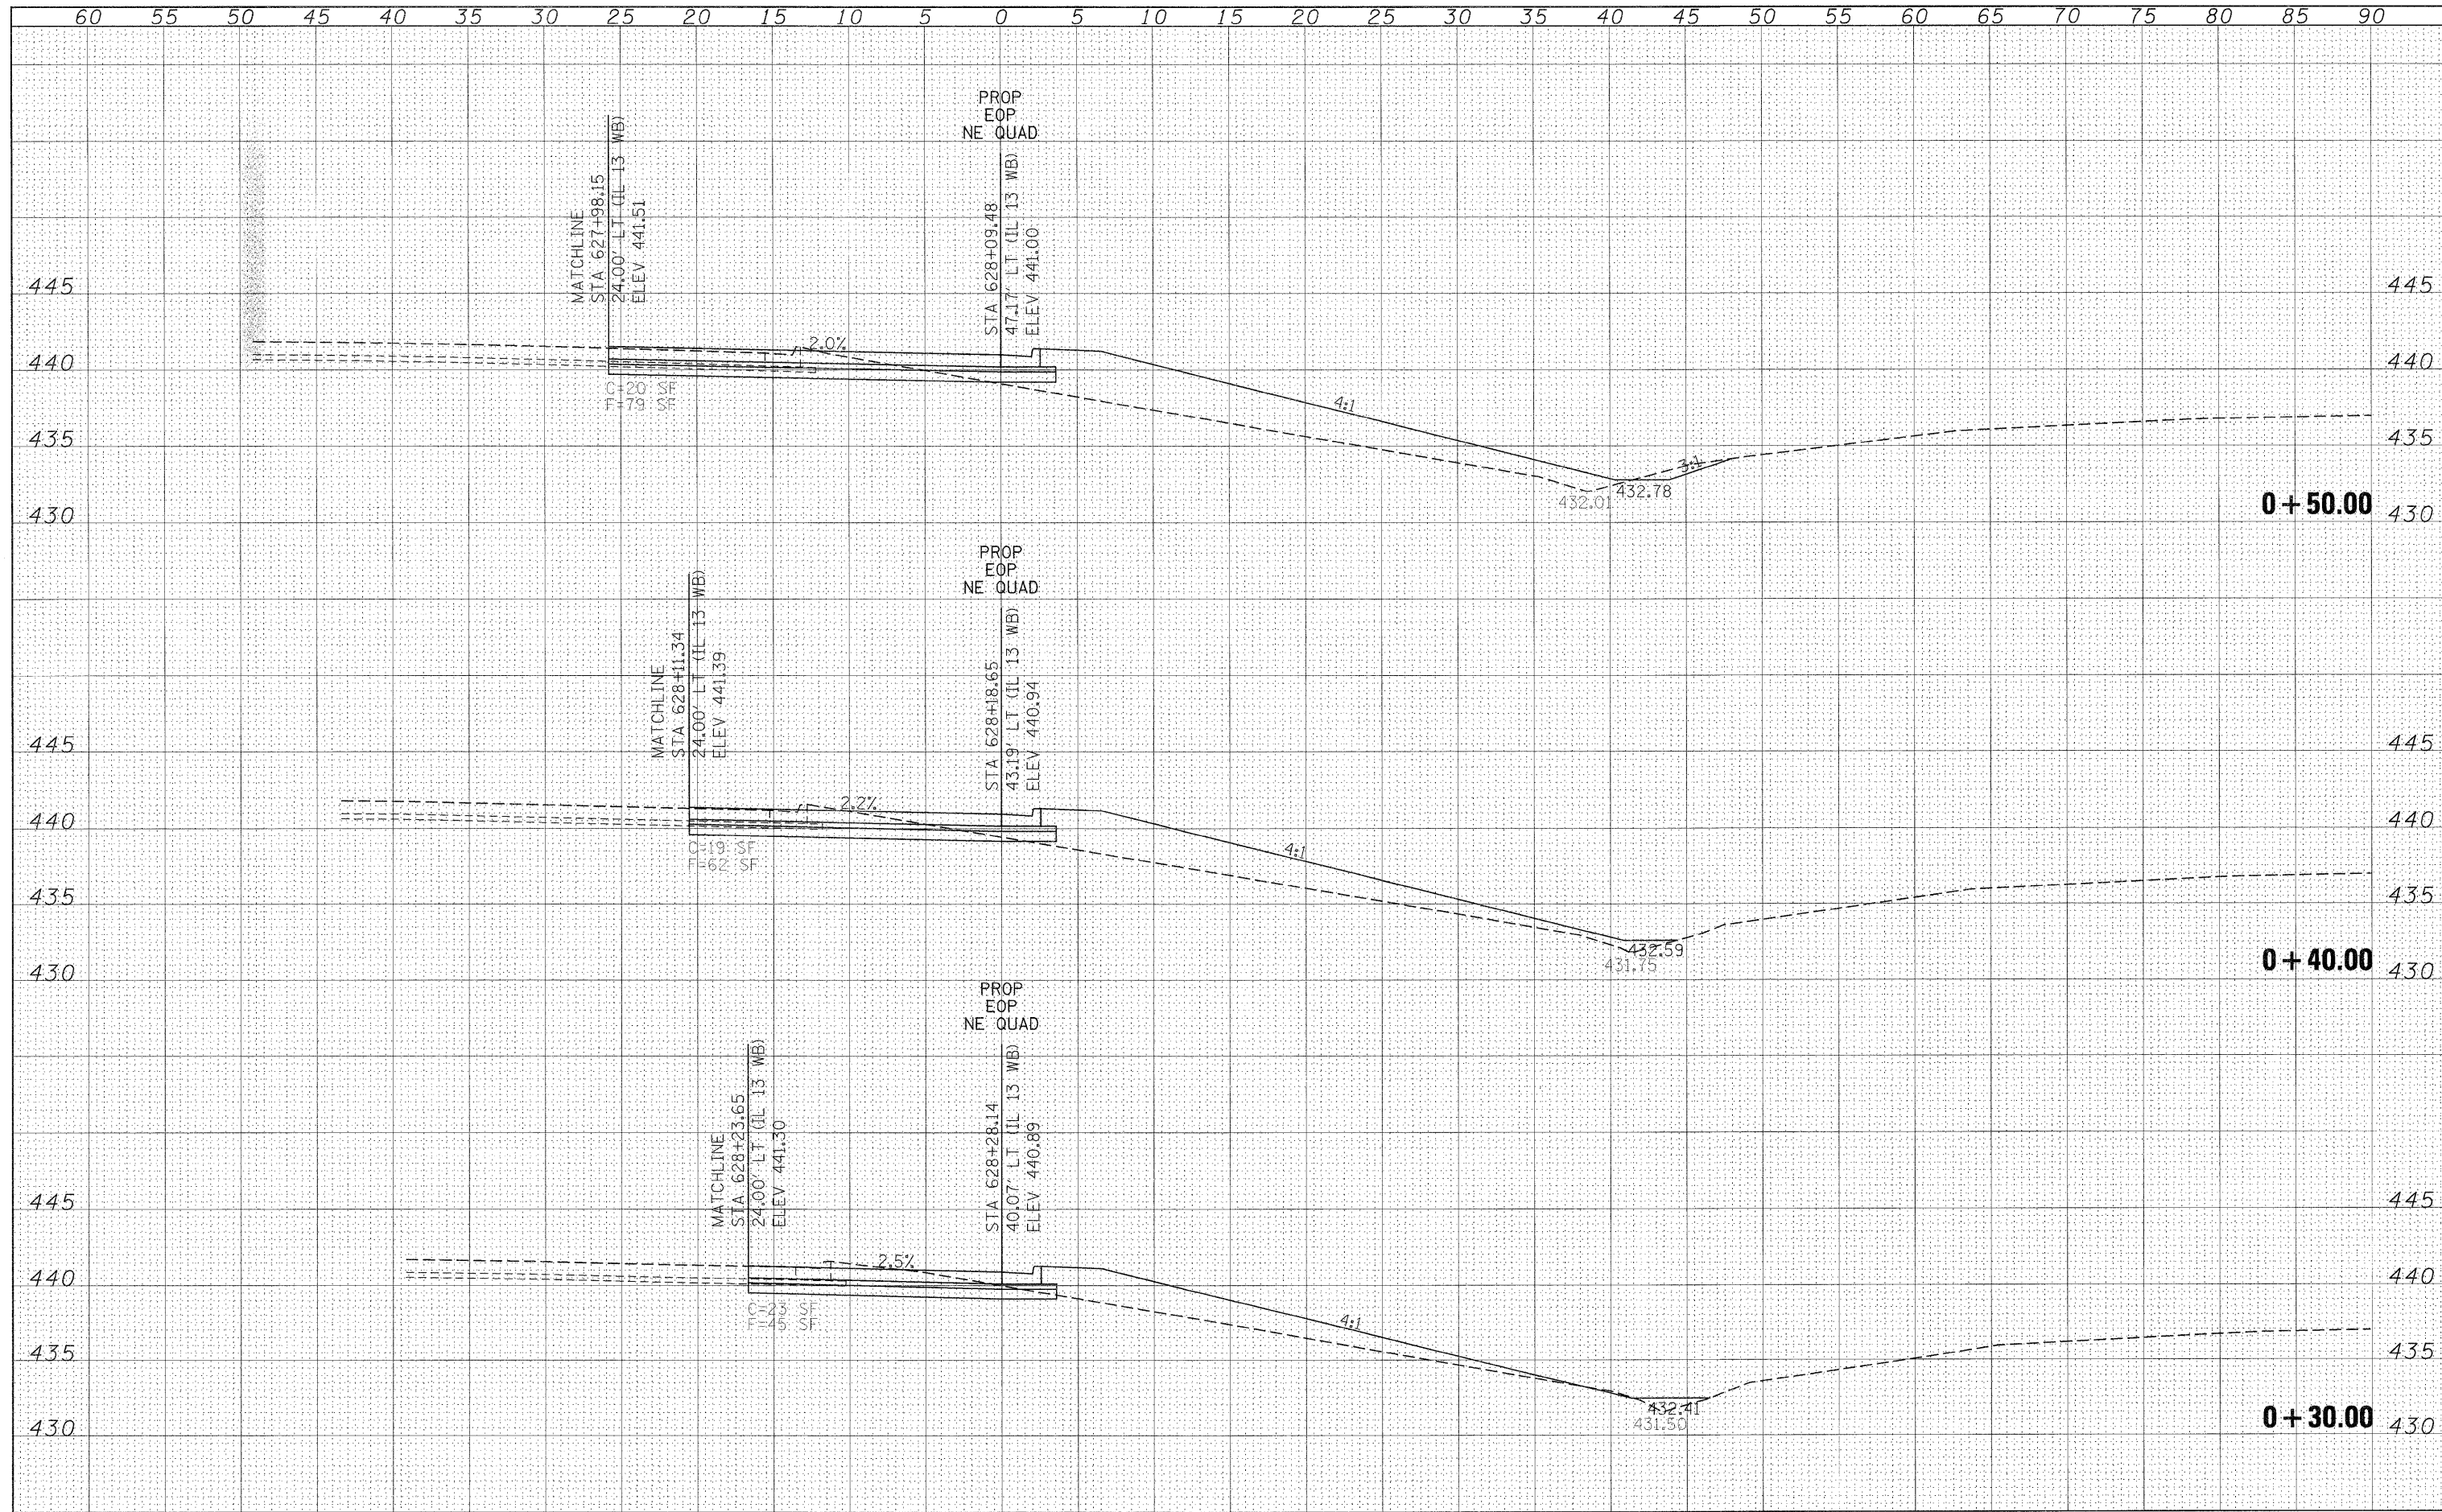 60 55 50 45 40 35 30 25 20 15 10 5 0 5 10 15 20 25 30 35 40 45 50 55 60 65 70 75 80 85 90
PROP
EOP
NE QUAD
MATCHLINE
STA 627+98.15
24.00' LT (IL 13 WB)
ELEV 441.51
STA 628+09.48
47.17' LT (IL 13 WB)
ELEV 441.00
445 445
2.0%
440 440
C=20 SF
F=79 SF
4:1
435 435
3:1
432.78
432.01
430 430
0+50.00
PROP
EOP
NE QUAD
MATCHLINE
STA 628+11.34
24.00' LT (IL 13 WB)
ELEV 441.39
STA 628+18.65
43.19' LT (IL 13 WB)
ELEV 440.94
445 445
2.2%
440 440
C=19 SF
F=62 SF
4:1
435 435
432.59
431.75
430 430
0+40.00
PROP
EOP
NE QUAD
MATCHLINE
STA 628+23.65
24.00' LT (IL 13 WB)
ELEV 441.30
STA 628+28.14
40.07' LT (IL 13 WB)
ELEV 440.89
445 445
2.5%
440 440
C=23 SF
F=45 SF
4:1
435 435
432.41
431.50
430 430
0+30.00